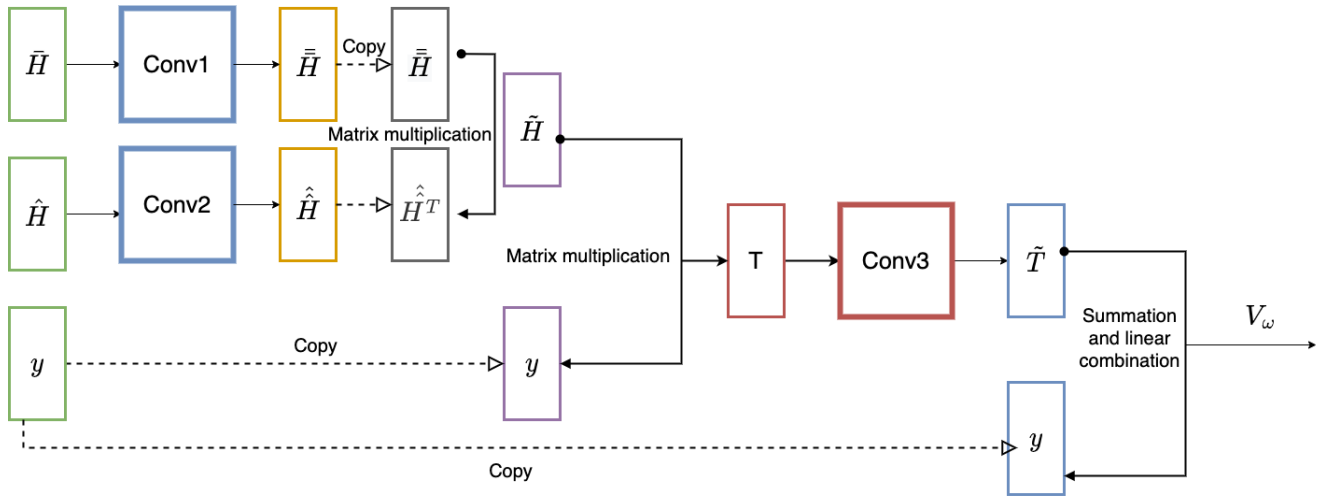 H̄
Conv1
H̿
Copy
H̿
Matrix multiplication
H̃
Ĥ
Conv2
Ĥ̂
Ĥ̂ᵀ
Matrix multiplication
T
Conv3
T̃
Summation
and linear
combination
V_ω
y
Copy
y
y
Copy